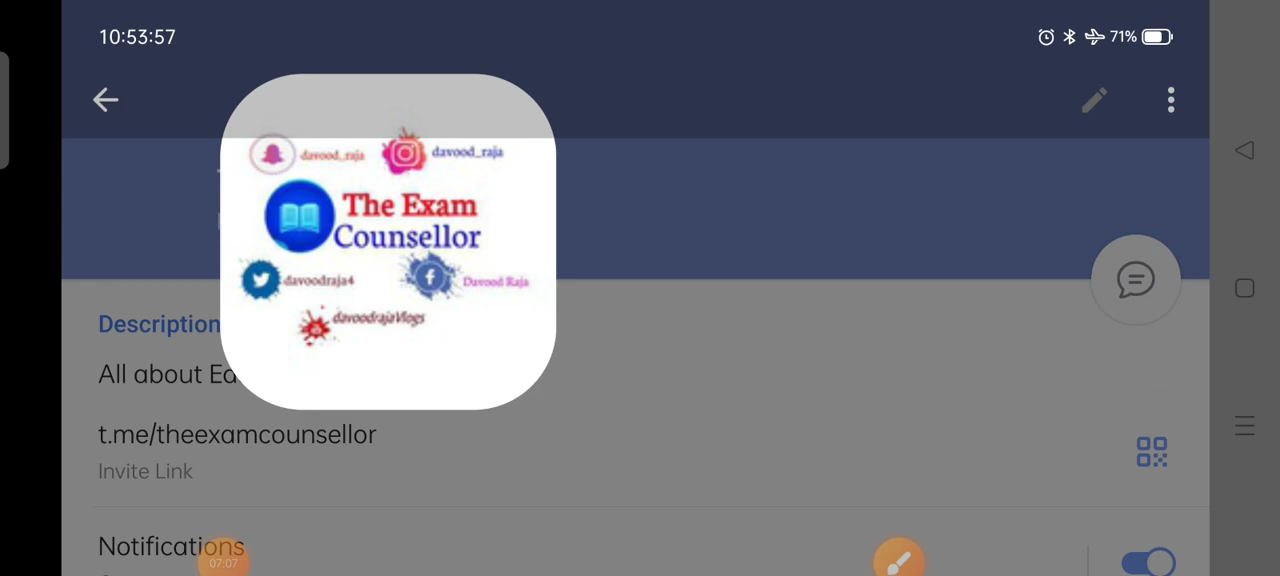 10:53:57
71%
davood_raja
davood_raja
The Exam
Counsellor
davoodraja4
Davood Raja
davoodrajaVlogs
Description
All about
t.me/theexamcounsellor
Invite Link
Notifications
07:07